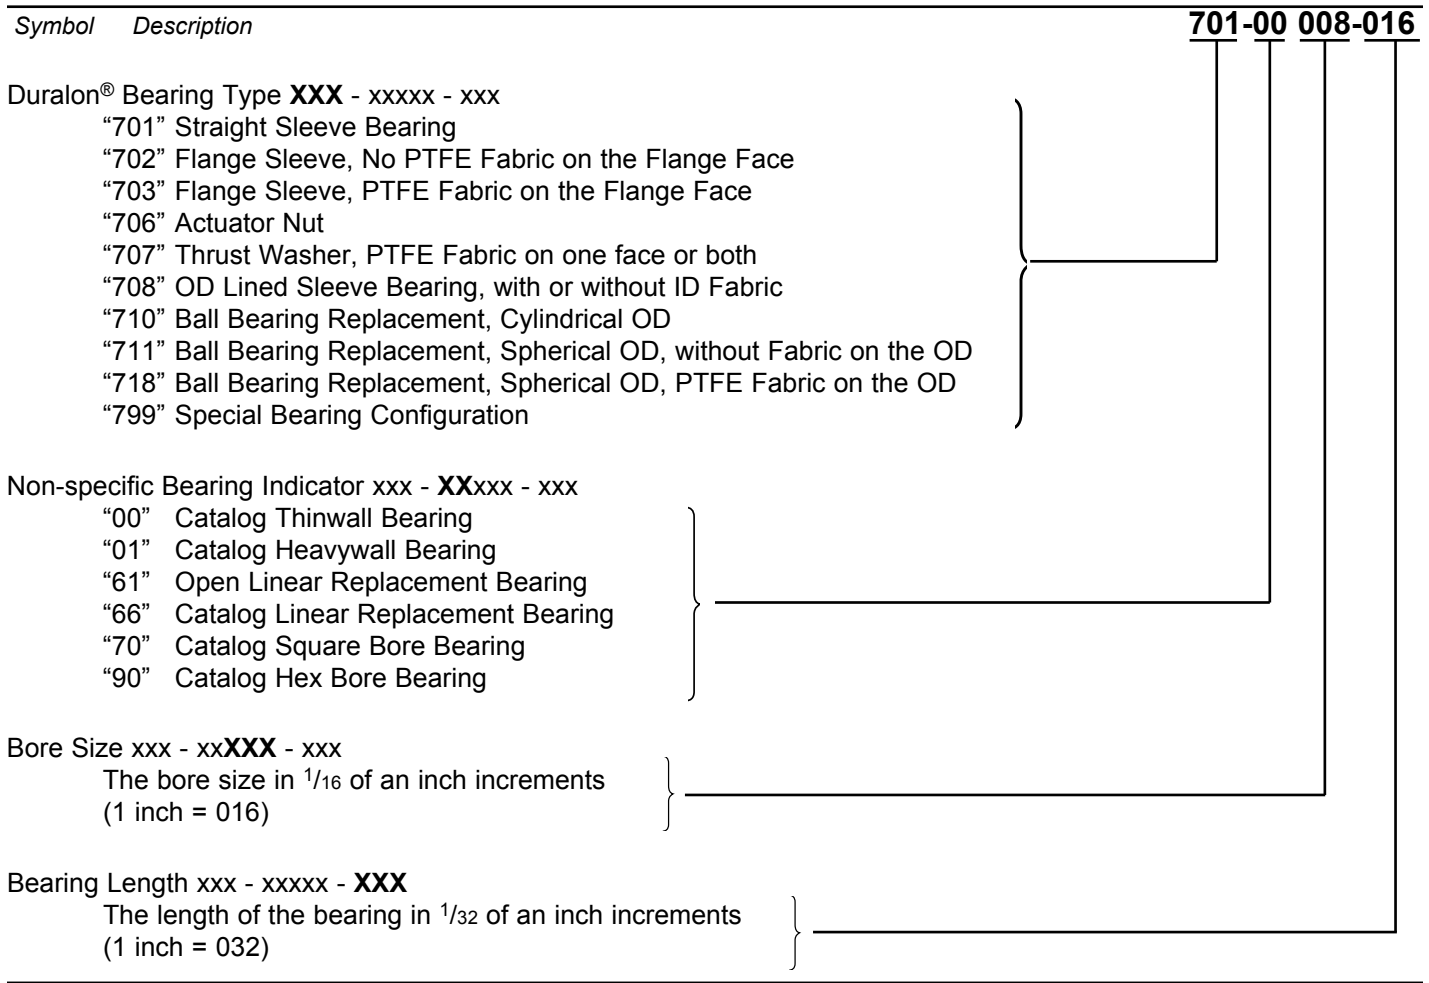 Symbol Description 701-00 008-016
Duralon® Bearing Type XXX - xxxxx - xxx
“701” Straight Sleeve Bearing
“702” Flange Sleeve, No PTFE Fabric on the Flange Face
“703” Flange Sleeve, PTFE Fabric on the Flange Face
“706” Actuator Nut
“707” Thrust Washer, PTFE Fabric on one face or both
“708” OD Lined Sleeve Bearing, with or without ID Fabric
“710” Ball Bearing Replacement, Cylindrical OD
“711” Ball Bearing Replacement, Spherical OD, without Fabric on the OD
“718” Ball Bearing Replacement, Spherical OD, PTFE Fabric on the OD
“799” Special Bearing Configuration
Non-specific Bearing Indicator xxx - XXxxx - xxx
“00” Catalog Thinwall Bearing
“01” Catalog Heavywall Bearing
“61” Open Linear Replacement Bearing
“66” Catalog Linear Replacement Bearing
“70” Catalog Square Bore Bearing
“90” Catalog Hex Bore Bearing
Bore Size xxx - xxXXX - xxx
The bore size in 1/16 of an inch increments
(1 inch = 016)
Bearing Length xxx - xxxxx - XXX
The length of the bearing in 1/32 of an inch increments
(1 inch = 032)